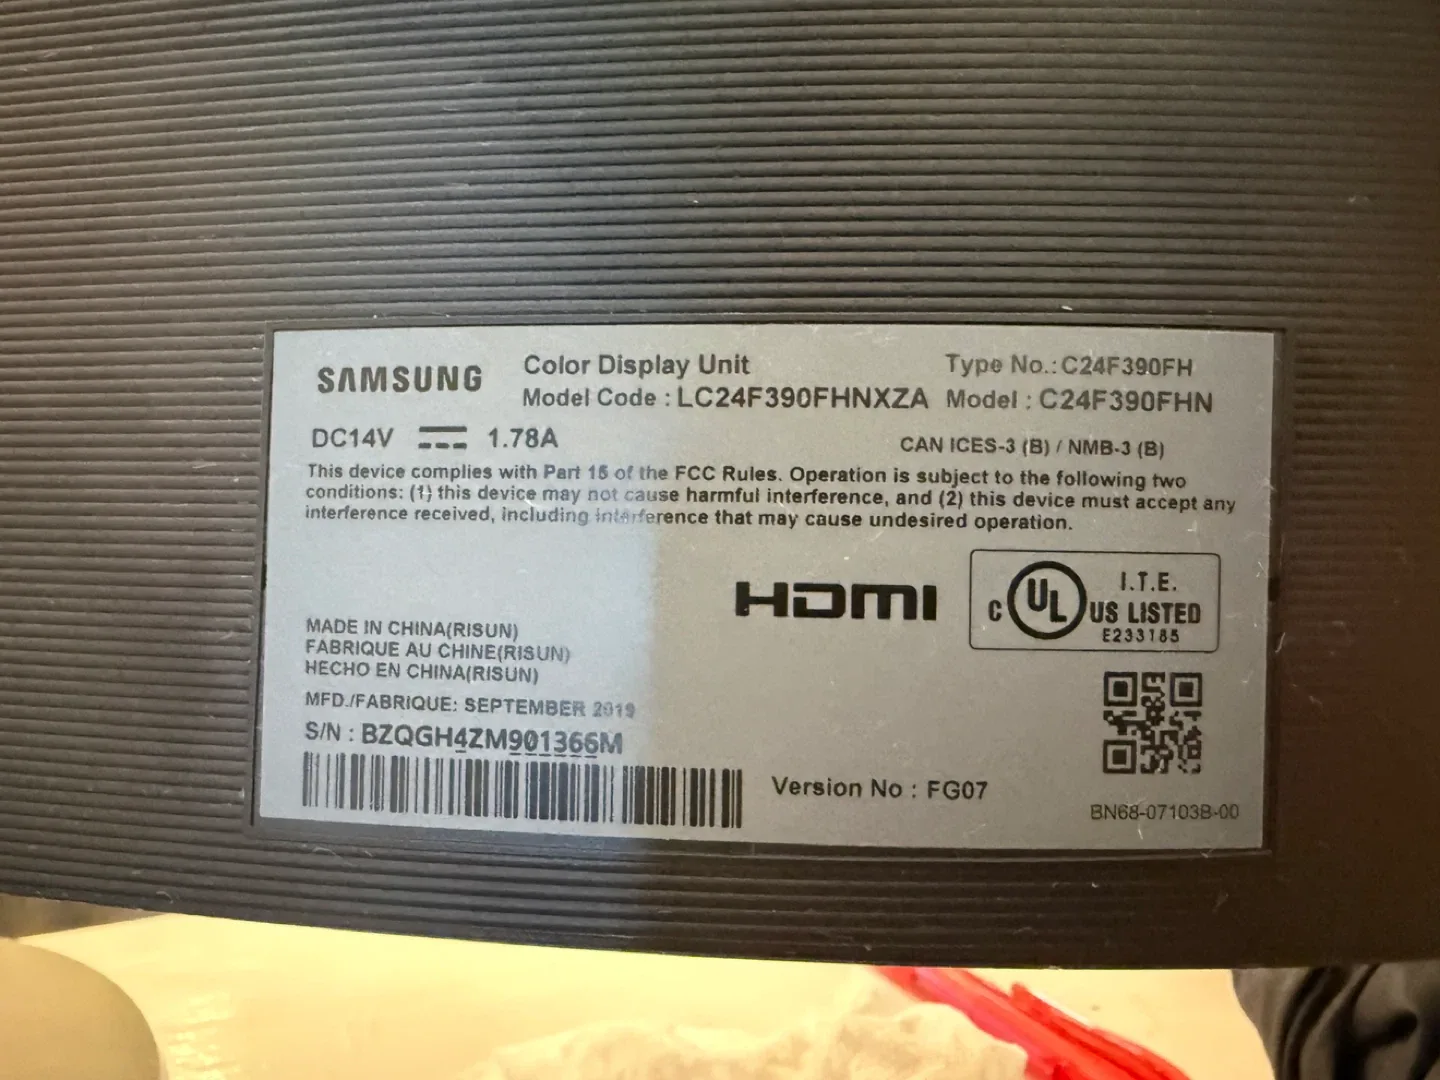 SAMSUNG
Color Display Unit
Type No.:C24F390FH
Model Code : LC24F390FHNXZA Model : C24F390FHN
DC14V 1.78A
CAN ICES-3 (B) / NMB-3 (B)
This device complies with Part 15 of the FCC Rules. Operation is subject to the following two
conditions: (1) this device may not cause harmful interference, and (2) this device must accept any
interference received, including interference that may cause undesired operation.
HDMI
I.T.E.
C UL US LISTED
E233185
MADE IN CHINA(RISUN)
FABRIQUE AU CHINE(RISUN)
HECHO EN CHINA(RISUN)
MFD./FABRIQUE: SEPTEMBER 2019
S/N : BZQGH4ZM901366M
Version No : FG07
BN68-07103B-00